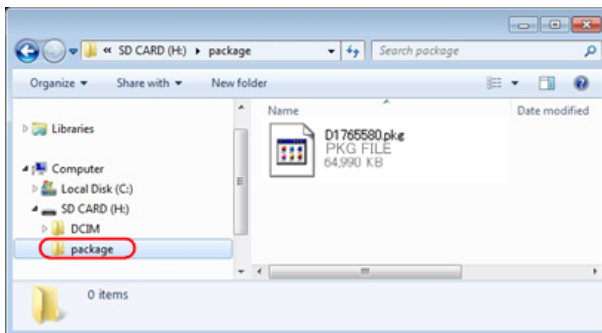 « SD CARD (H:) ▸ package
Search package
Organize ▾ Share with ▾ New folder
Name Date modified
Libraries
D1765580.pkg
PKG FILE
64,990 KB
Computer
Local Disk (C:)
SD CARD (H:)
DCIM
package
0 items